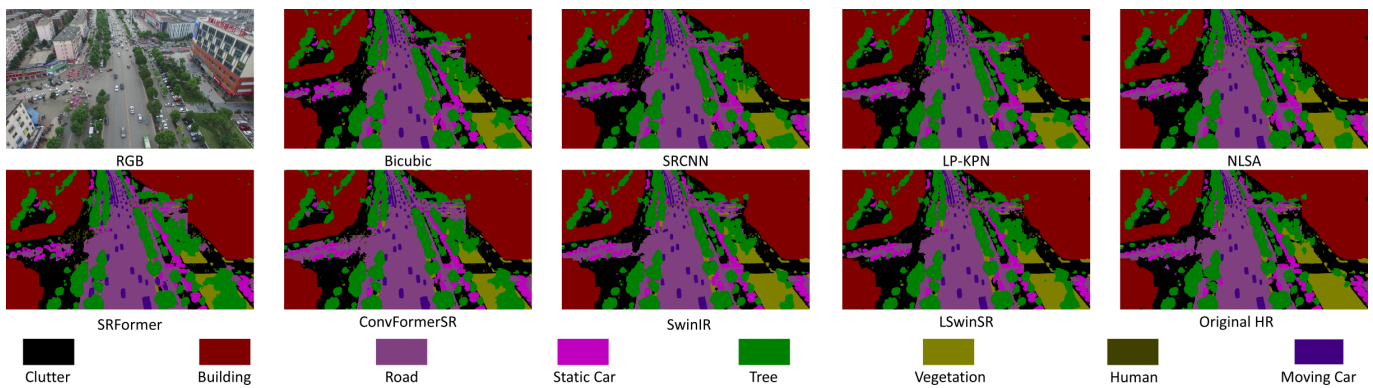 RGB
Bicubic
SRCNN
LP-KPN
NLSA
SRFormer
ConvFormerSR
SwinIR
LSwinSR
Original HR
Clutter
Building
Road
Static Car
Tree
Vegetation
Human
Moving Car